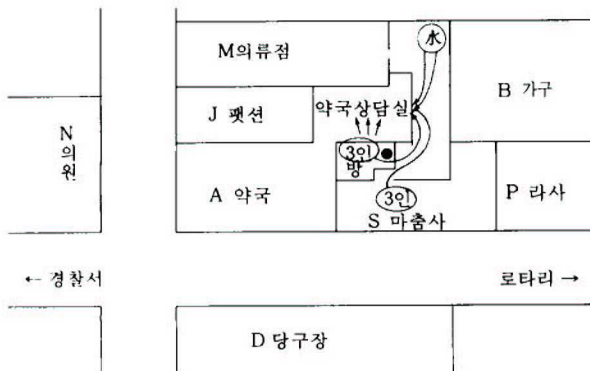 水
M의류점
B 가구
J 팻션
약국상담실
N의원
3인
방
A 약국
3인
P 라사
S 마춤사
← 경찰서
로타리 →
D 당구장